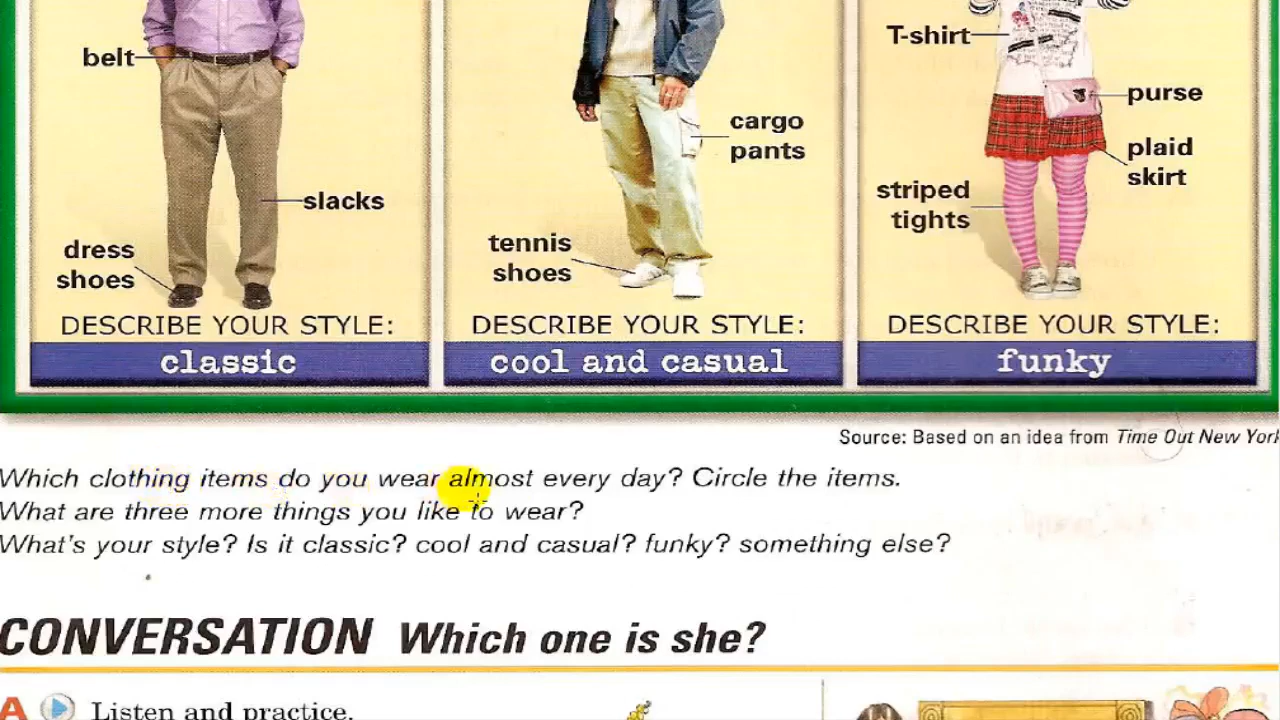 belt
slacks
dress
shoes
DESCRIBE YOUR STYLE:
classic
cargo
pants
tennis
shoes
DESCRIBE YOUR STYLE:
cool and casual
T-shirt
purse
plaid
skirt
striped
tights
DESCRIBE YOUR STYLE:
funky
Source: Based on an idea from Time Out New York
Which clothing items do you wear almost every day? Circle the items.
What are three more things you like to wear?
What's your style? Is it classic? cool and casual? funky? something else?
CONVERSATION Which one is she?
A Listen and practice.